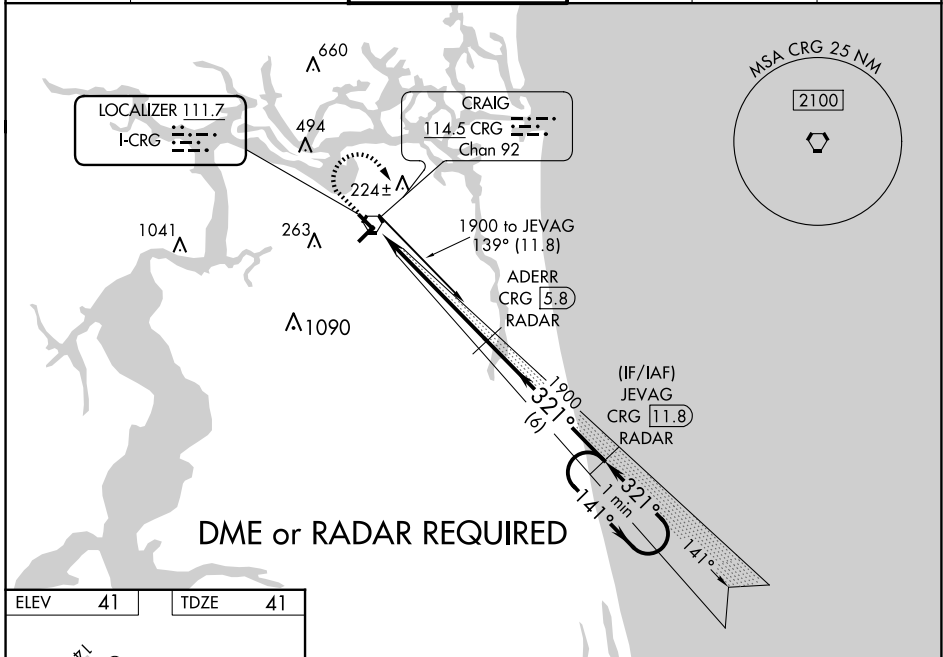 660
MSA CRG 25 NM
2100
LOCALIZER 111.7
I-CRG
CRAIG
114.5 CRG
Chan 92
494
224±
1041
263
1900 to JEVAG
139° (11.8)
ADERR
CRG 5.8
RADAR
1090
1900
321°
(6)
(IF/IAF)
JEVAG
CRG 11.8
RADAR
321°
1 min
141°
141°
DME or RADAR REQUIRED
ELEV 41
TDZE 41